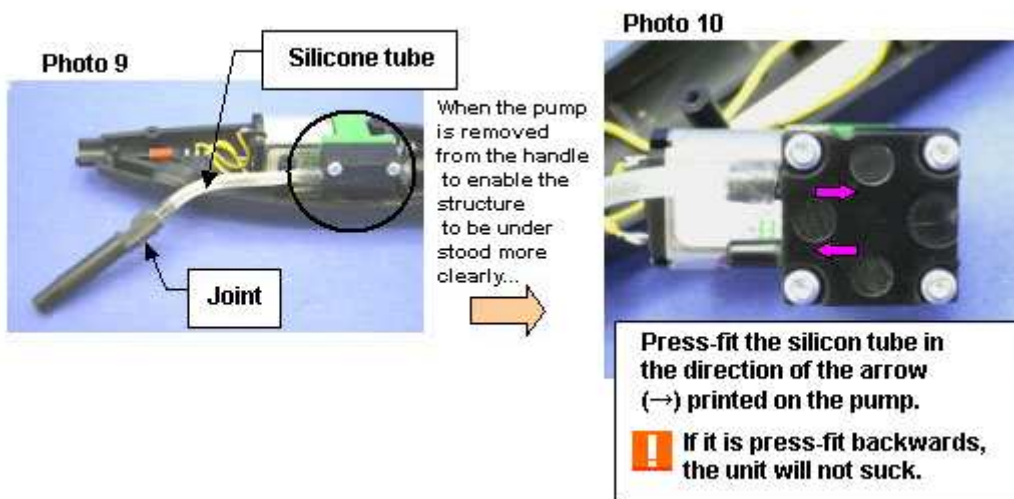 Photo 9
Silicone tube
Joint
When the pump
is removed
from the handle
to enable the
structure
to be under
stood more
clearly...
Photo 10
Press-fit the silicon tube in
the direction of the arrow
(→) printed on the pump.
! If it is press-fit backwards,
the unit will not suck.